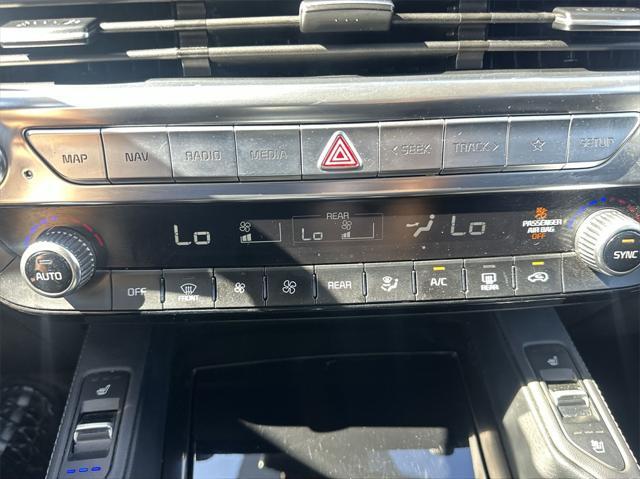 MAP NAV RADIO MEDIA < SEEK TRACK > SETUP
REAR
Lo Lo Lo
PASSENGER
AIR BAG
OFF
AUTO SYNC
OFF FRONT REAR A/C REAR